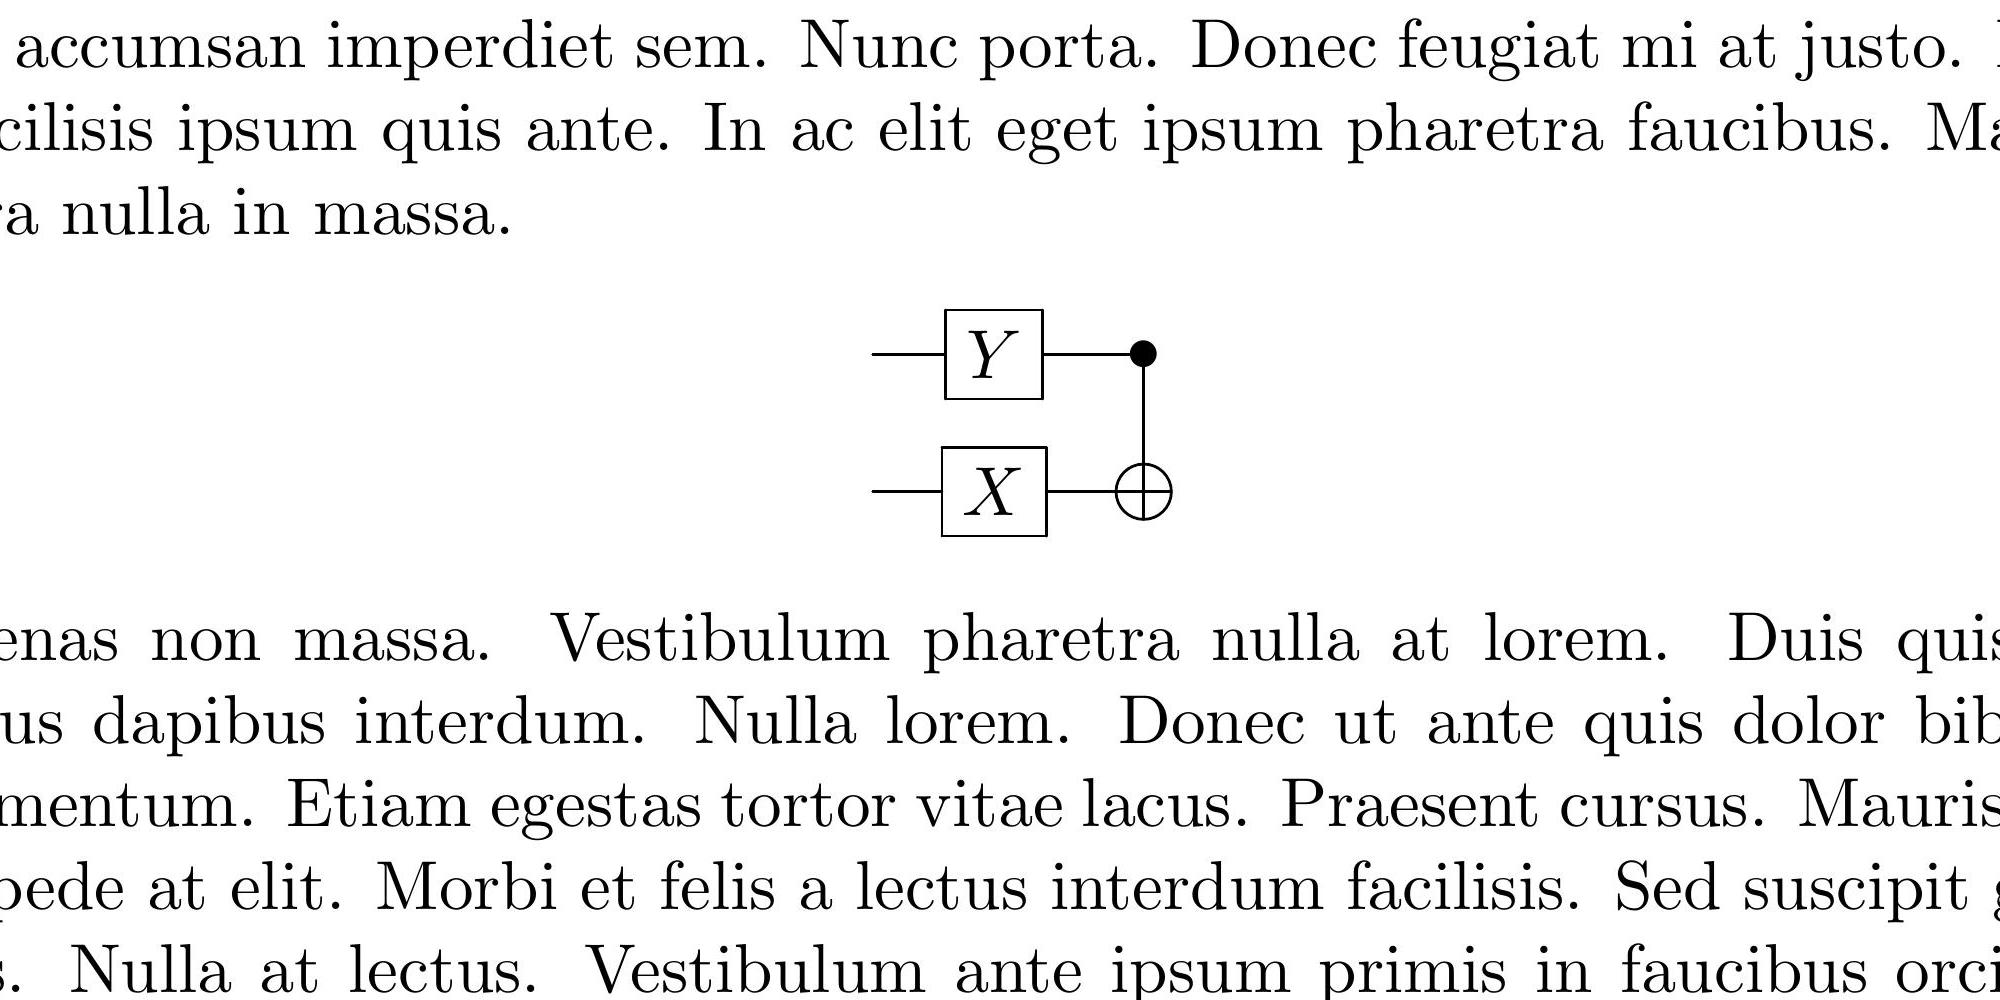 accumsan imperdiet sem. Nunc porta. Donec feugiat mi at justo.
cilisis ipsum quis ante. In ac elit eget ipsum pharetra faucibus. Ma
ra nulla in massa.
Y
X
enas non massa. Vestibulum pharetra nulla at lorem. Duis quis
us dapibus interdum. Nulla lorem. Donec ut ante quis dolor bib
mentum. Etiam egestas tortor vitae lacus. Praesent cursus. Mauris
pede at elit. Morbi et felis a lectus interdum facilisis. Sed suscipit g
s. Nulla at lectus. Vestibulum ante ipsum primis in faucibus orci